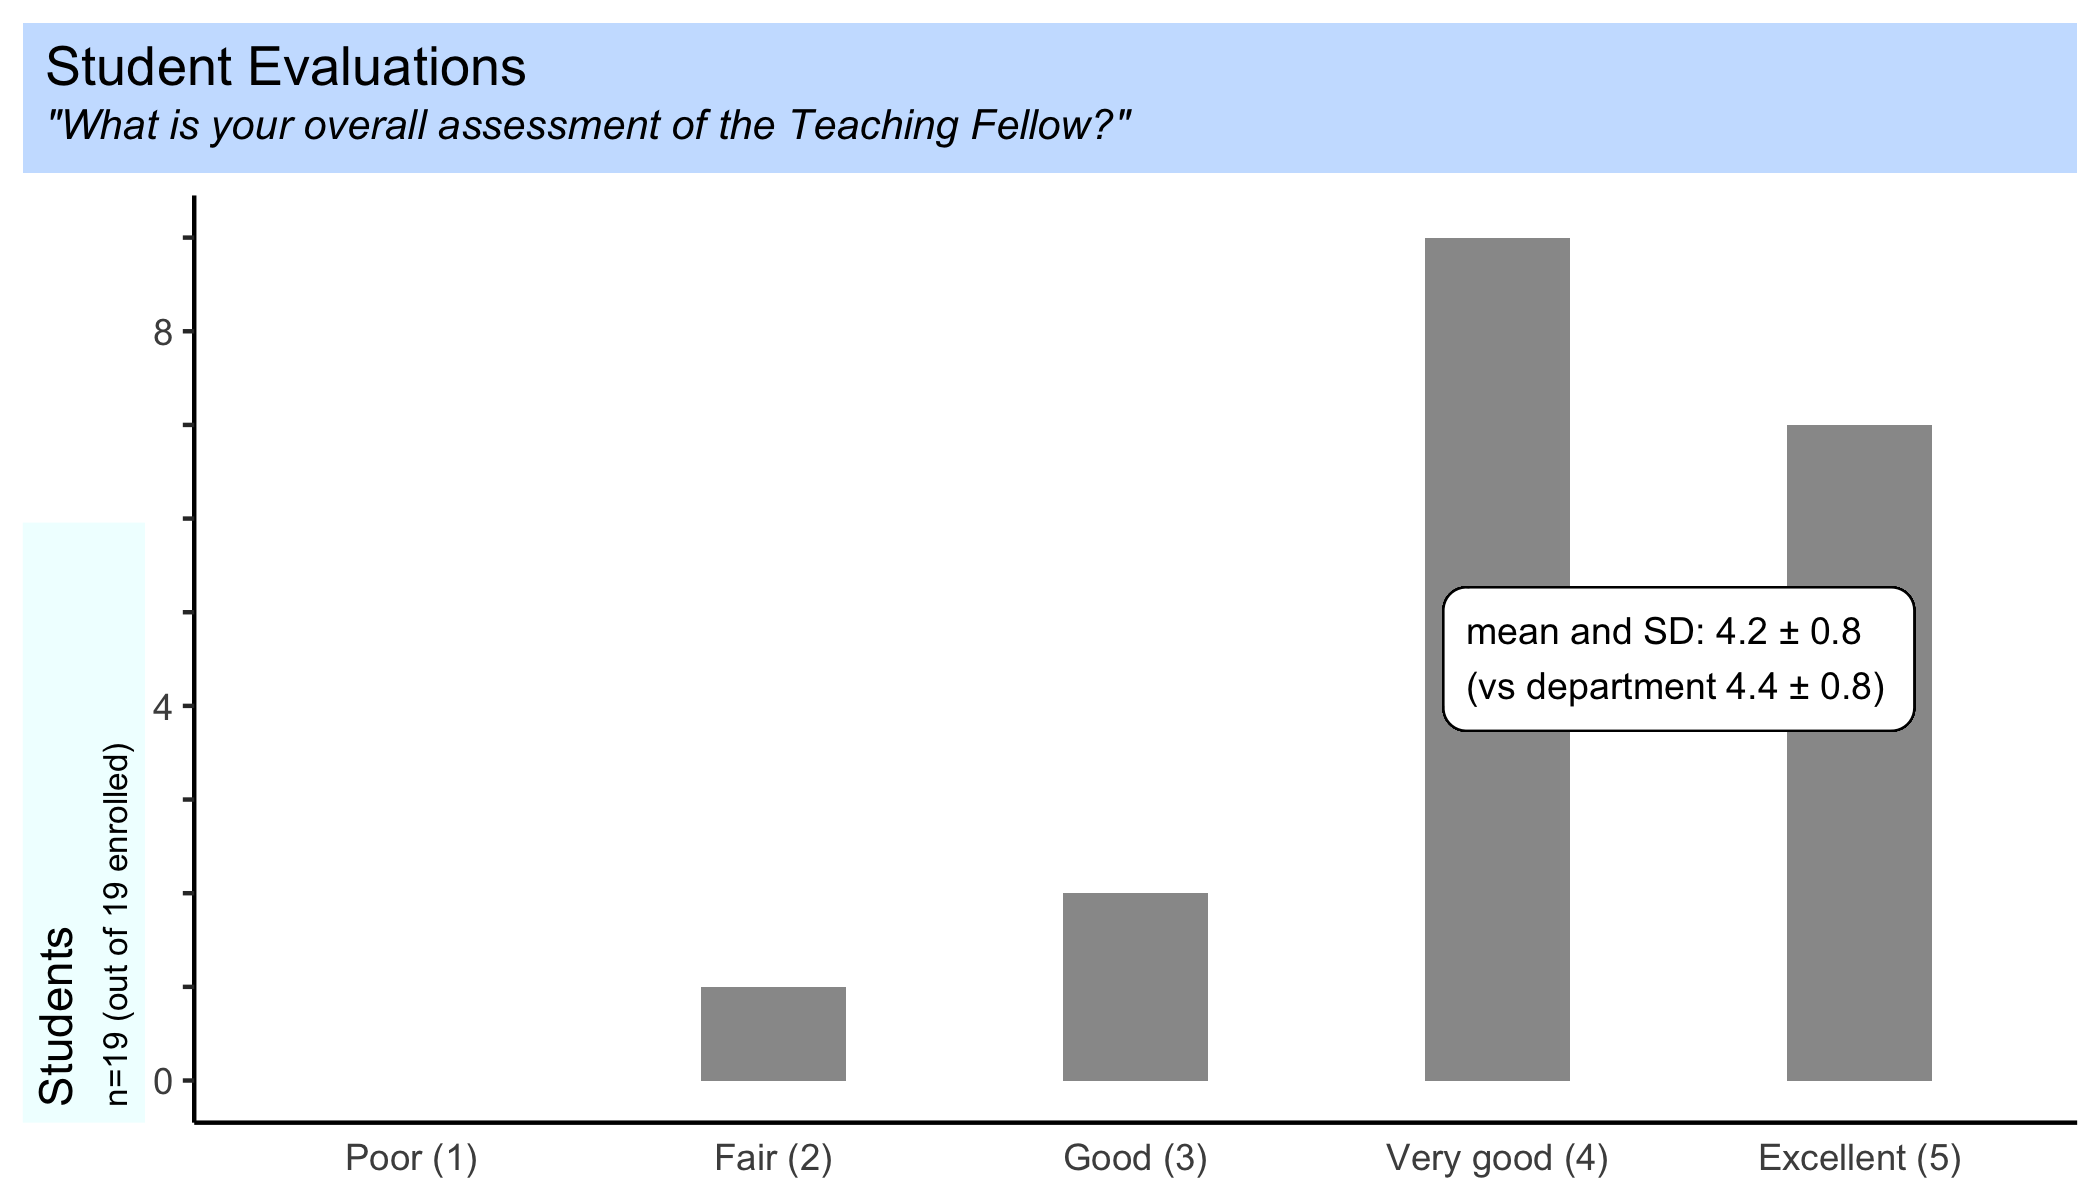 Student Evaluations
"What is your overall assessment of the Teaching Fellow?"
Students
n=19 (out of 19 enrolled)
8
4
0
mean and SD: 4.2 ± 0.8
(vs department 4.4 ± 0.8)
Poor (1)
Fair (2)
Good (3)
Very good (4)
Excellent (5)